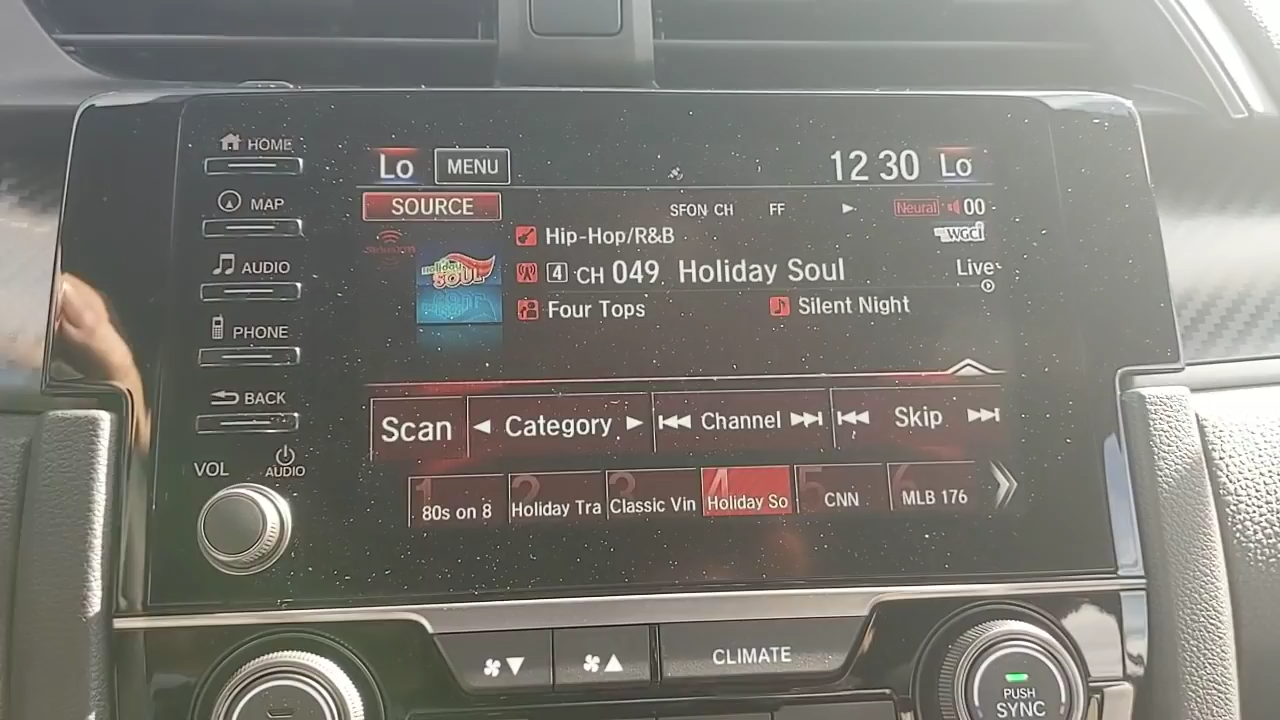 HOME
MAP
AUDIO
PHONE
BACK
VOL
AUDIO
Lo MENU 12 30 Lo
SOURCE
SFON CH FF Neural 00
Hip-Hop/R&B
WGCI
4 CH 049 Holiday Soul Live
Four Tops Silent Night
Holiday SOUL
Scan Category Channel Skip
1 80s on 8
2 Holiday Tra
3 Classic Vin
4 Holiday So
5 CNN
6 MLB 176
CLIMATE
PUSH
SYNC